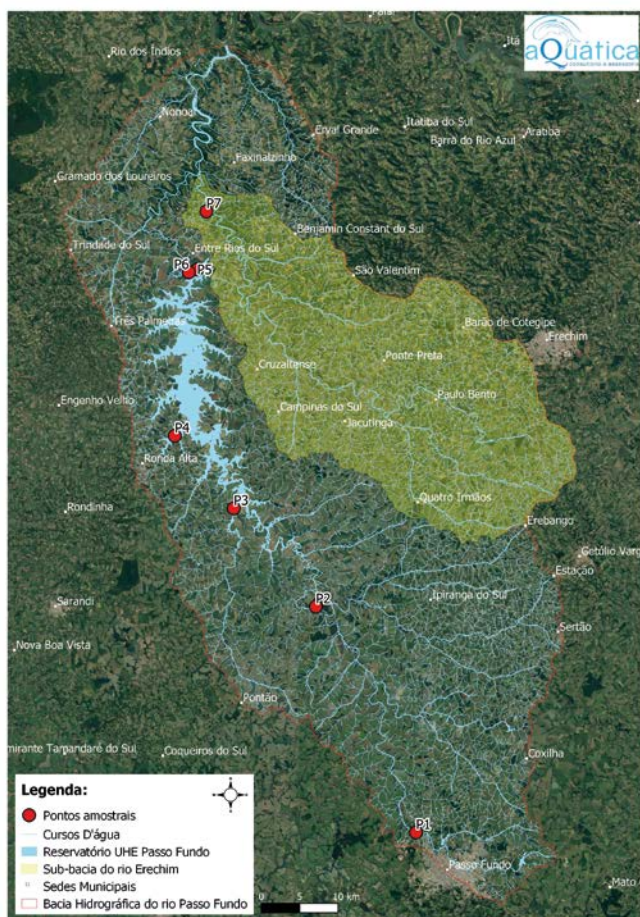 aQuática
CONSULTORIA E ASSESSORIA
Itá
Rio dos Índios
Nonoai
Erval Grande
Itatiba do Sul
Barra do Rio Azul
Aratiba
Faxinalzinho
Gramado dos Loureiros
P7
Benjamin Constant do Sul
Trindade do Sul
Entre Rios do Sul
P6
P5
São Valentim
Três Palmeiras
Barão de Cotegipe
Erechim
Ponte Preta
Cruzaltense
Engenho Velho
Paulo Bento
Campinas do Sul
Jacutinga
P4
Ronda Alta
Quatro Irmãos
Rondinha
P3
Erebango
Getúlio Varg
Estação
P2
Ipiranga do Sul
Sarandi
Sertão
Nova Boa Vista
Pontão
mirante Tamandaré do Sul
Coqueiros do Sul
Coxilha
P1
Passo Fundo
Mato
Legenda:
Pontos amostrais
Cursos D'água
Reservatório UHE Passo Fundo
Sub-bacia do rio Erechim
Sedes Municipais
Bacia Hidrográfica do rio Passo Fundo
0 5 10 km